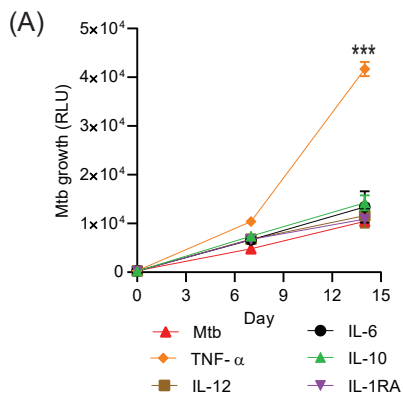 (A)
***
Mtb growth (RLU)
5×10⁴
4×10⁴
3×10⁴
2×10⁴
1×10⁴
0
0 3 6 9 12 15
Day
Mtb
TNF- α
IL-12
IL-6
IL-10
IL-1RA